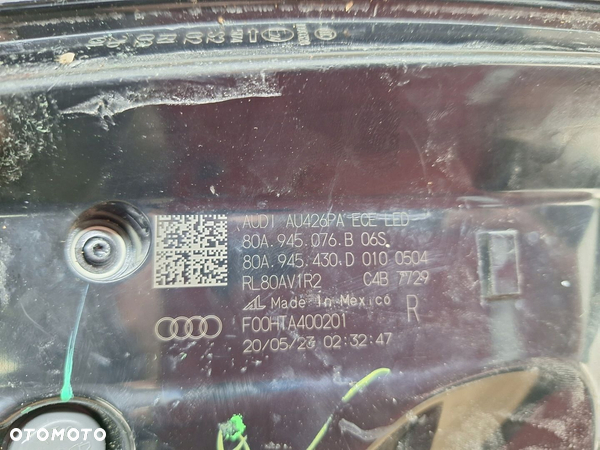 AUDI AU426PA ECE LED
80A.945.076.B 06S
80A.945.430.D 010 0504
RL80AV1R2 C4B 7729
AL Made in Mexico
R
F00HTA400201
20/05/23 02:32:47
OTOMOTO